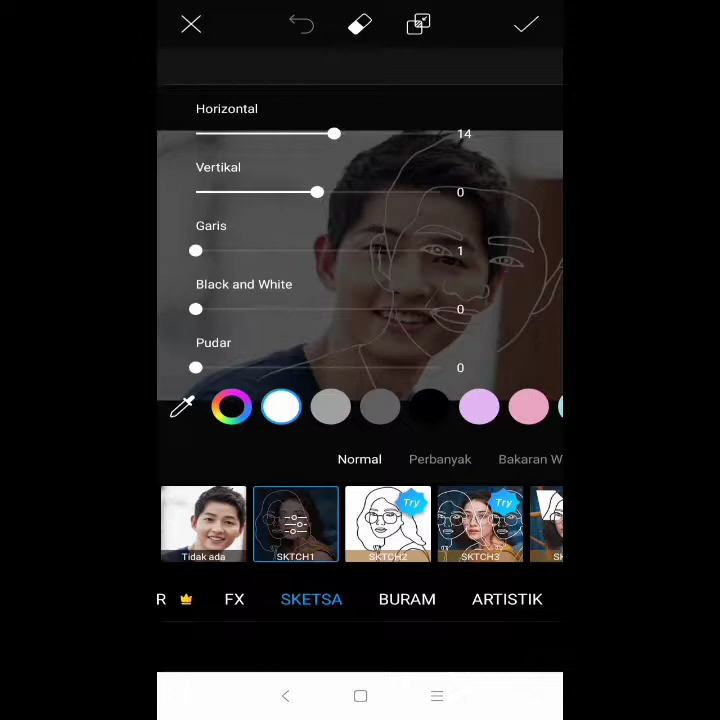 Horizontal
14
Vertikal
0
Garis
1
Black and White
0
Pudar
0
Normal Perbanyak Bakaran W
Try Try
Tidak ada SKTCH1 SKTCH2 SKTCH3 SK
R FX SKETSA BURAM ARTISTIK